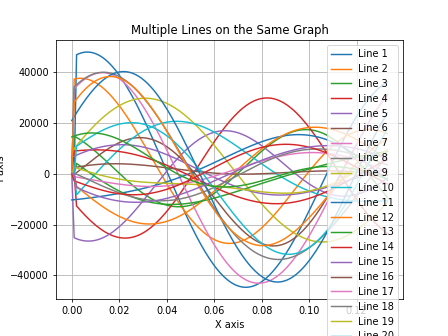 Multiple Lines on the Same Graph
40000
20000
0
−20000
−40000
axis
0.00
0.02
0.04
0.06
0.08
0.10
X axis
Line 1
Line 2
Line 3
Line 4
Line 5
Line 6
Line 7
Line 8
Line 9
Line 10
Line 11
Line 12
Line 13
Line 14
Line 15
Line 16
Line 17
Line 18
Line 19
Line 20